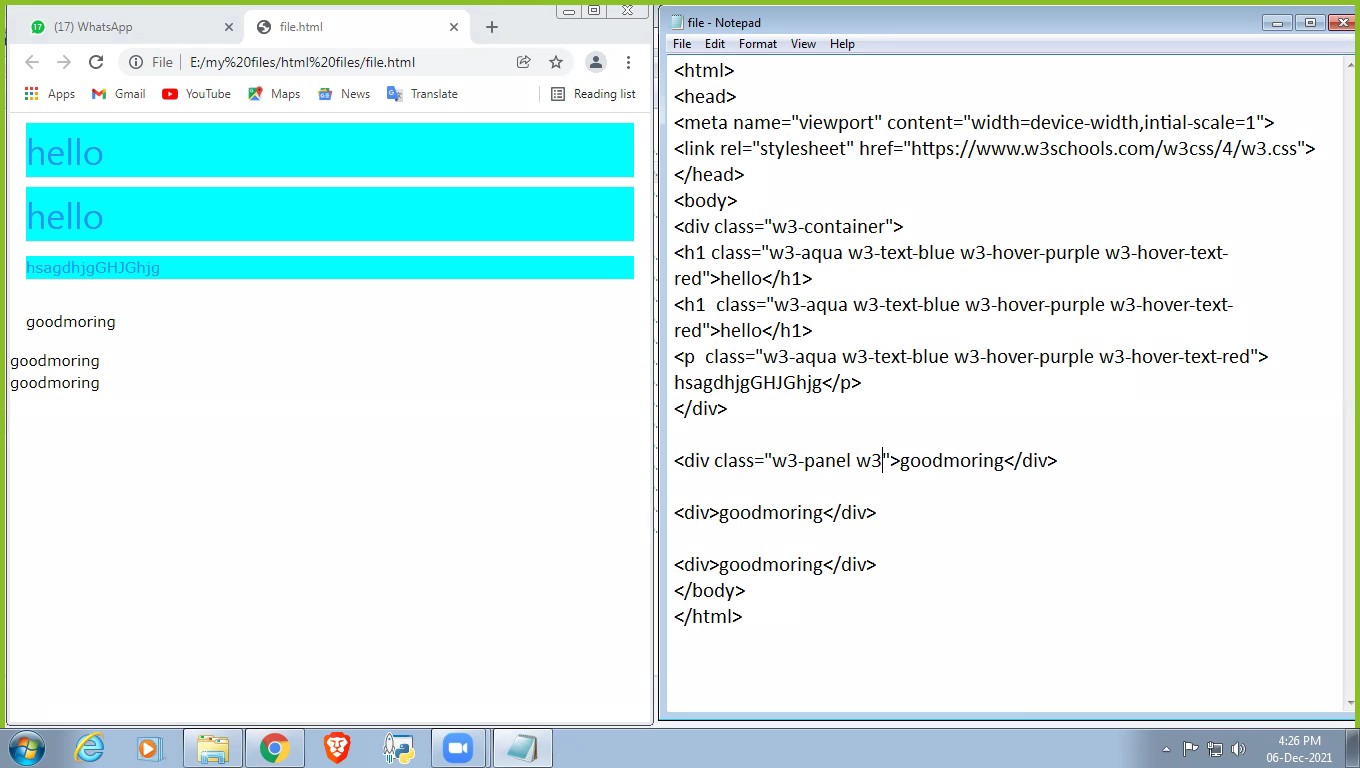 17
(17) WhatsApp
file.html
File
E:/my%20files/html%20files/file.html
Apps
Gmail
YouTube
Maps
News
Translate
Reading list
hello
hello
hsagdhjgGHJGhjg
goodmoring
goodmoring
goodmoring
file - Notepad
File Edit Format View Help
<html>
<head>
<meta name="viewport" content="width=device-width,intial-scale=1">
<link rel="stylesheet" href="https://www.w3schools.com/w3css/4/w3.css">
</head>
<body>
<div class="w3-container">
<h1 class="w3-aqua w3-text-blue w3-hover-purple w3-hover-text-
red">hello</h1>
<h1  class="w3-aqua w3-text-blue w3-hover-purple w3-hover-text-
red">hello</h1>
<p  class="w3-aqua w3-text-blue w3-hover-purple w3-hover-text-red">
hsagdhjgGHJGhjg</p>
</div>
<div class="w3-panel w3">goodmoring</div>
<div>goodmoring</div>
<div>goodmoring</div>
</body>
</html>
4:26 PM
06-Dec-2021